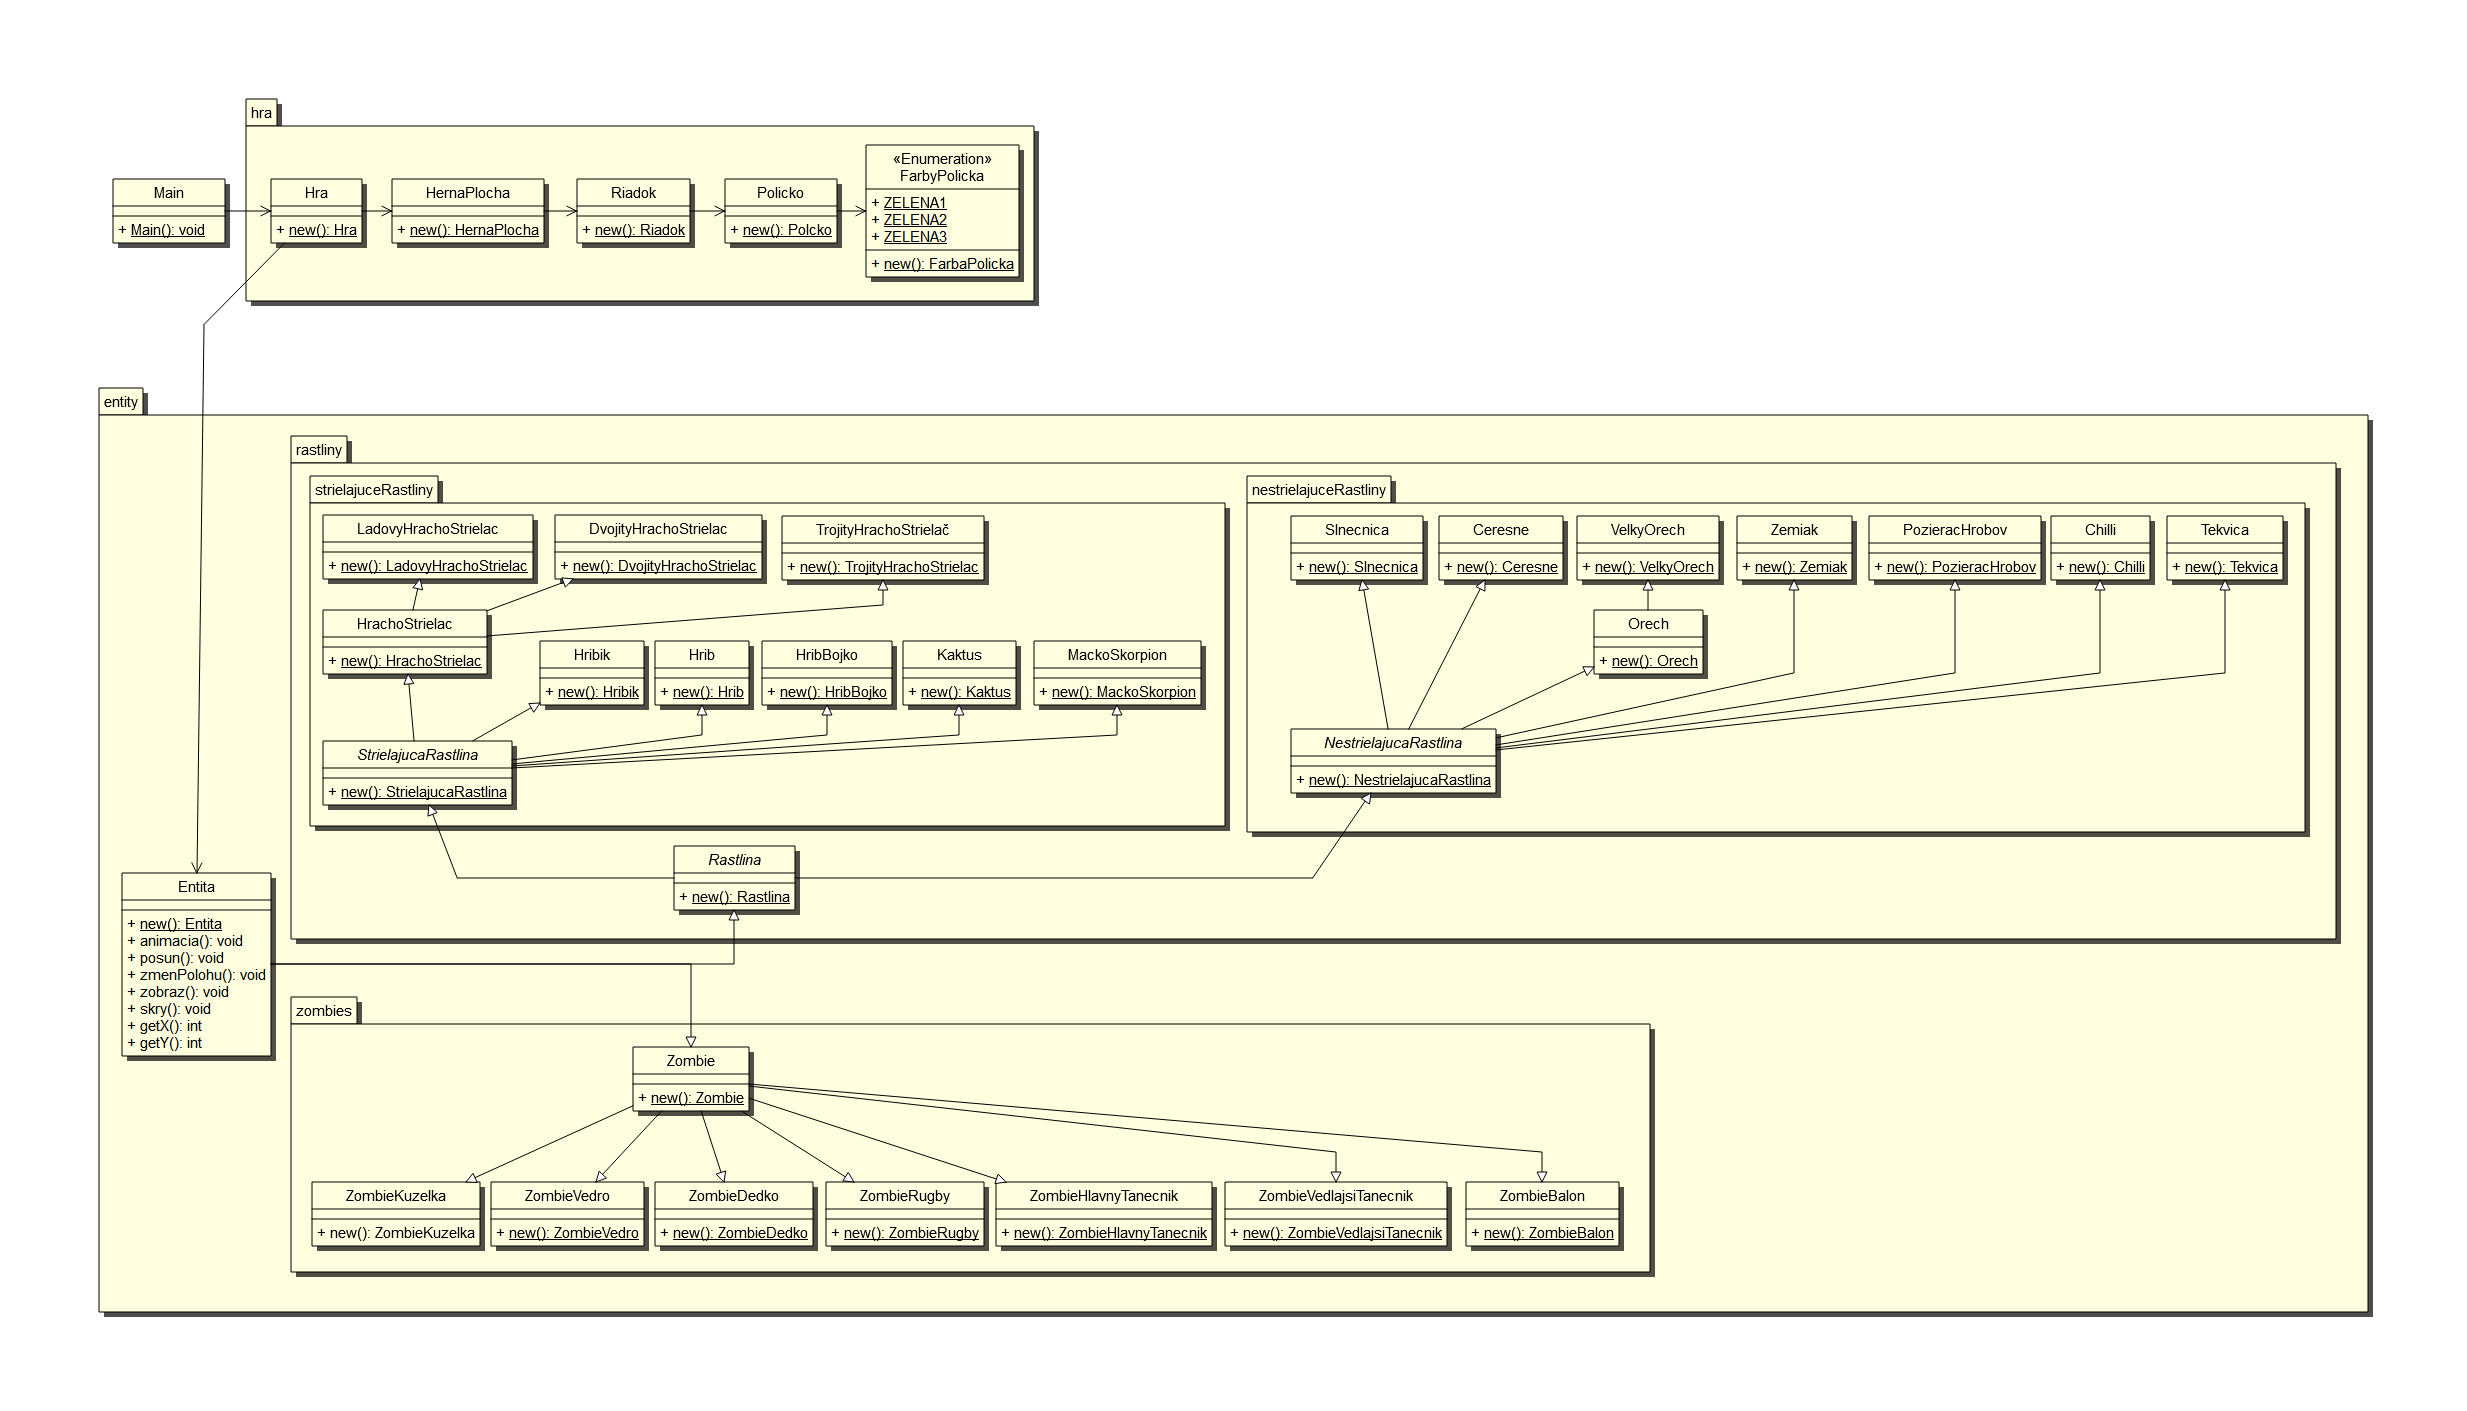 hra
Main
+ Main(): void
Hra
+ new(): Hra
HernaPlocha
+ new(): HernaPlocha
Riadok
+ new(): Riadok
Policko
+ new(): Polcko
«Enumeration»
FarbyPolicka
+ ZELENA1
+ ZELENA2
+ ZELENA3
+ new(): FarbaPolicka
entity
rastliny
strielajuceRastliny
LadovyHrachoStrielac
+ new(): LadovyHrachoStrielac
DvojityHrachoStrielac
+ new(): DvojityHrachoStrielac
TrojityHrachoStrielač
+ new(): TrojityHrachoStrielac
HrachoStrielac
+ new(): HrachoStrielac
Hribik
+ new(): Hribik
Hrib
+ new(): Hrib
HribBojko
+ new(): HribBojko
Kaktus
+ new(): Kaktus
MackoSkorpion
+ new(): MackoSkorpion
StrielajucaRastlina
+ new(): StrielajucaRastlina
nestrielajuceRastliny
Slnecnica
+ new(): Slnecnica
Ceresne
+ new(): Ceresne
VelkyOrech
+ new(): VelkyOrech
Zemiak
+ new(): Zemiak
PozieracHrobov
+ new(): PozieracHrobov
Chilli
+ new(): Chilli
Tekvica
+ new(): Tekvica
Orech
+ new(): Orech
NestrielajucaRastlina
+ new(): NestrielajucaRastlina
Rastlina
+ new(): Rastlina
Entita
+ new(): Entita
+ animacia(): void
+ posun(): void
+ zmenPolohu(): void
+ zobraz(): void
+ skry(): void
+ getX(): int
+ getY(): int
zombies
Zombie
+ new(): Zombie
ZombieKuzelka
+ new(): ZombieKuzelka
ZombieVedro
+ new(): ZombieVedro
ZombieDedko
+ new(): ZombieDedko
ZombieRugby
+ new(): ZombieRugby
ZombieHlavnyTanecnik
+ new(): ZombieHlavnyTanecnik
ZombieVedlajsiTanecnik
+ new(): ZombieVedlajsiTanecnik
ZombieBalon
+ new(): ZombieBalon